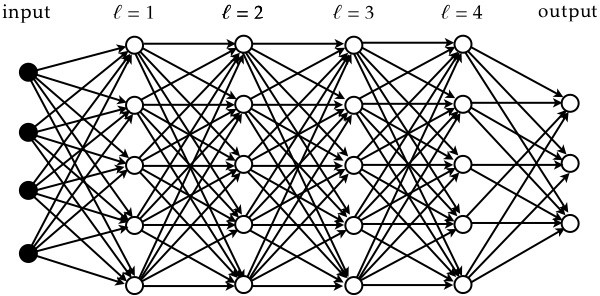 input ℓ = 1 ℓ = 2 ℓ = 3 ℓ = 4 output